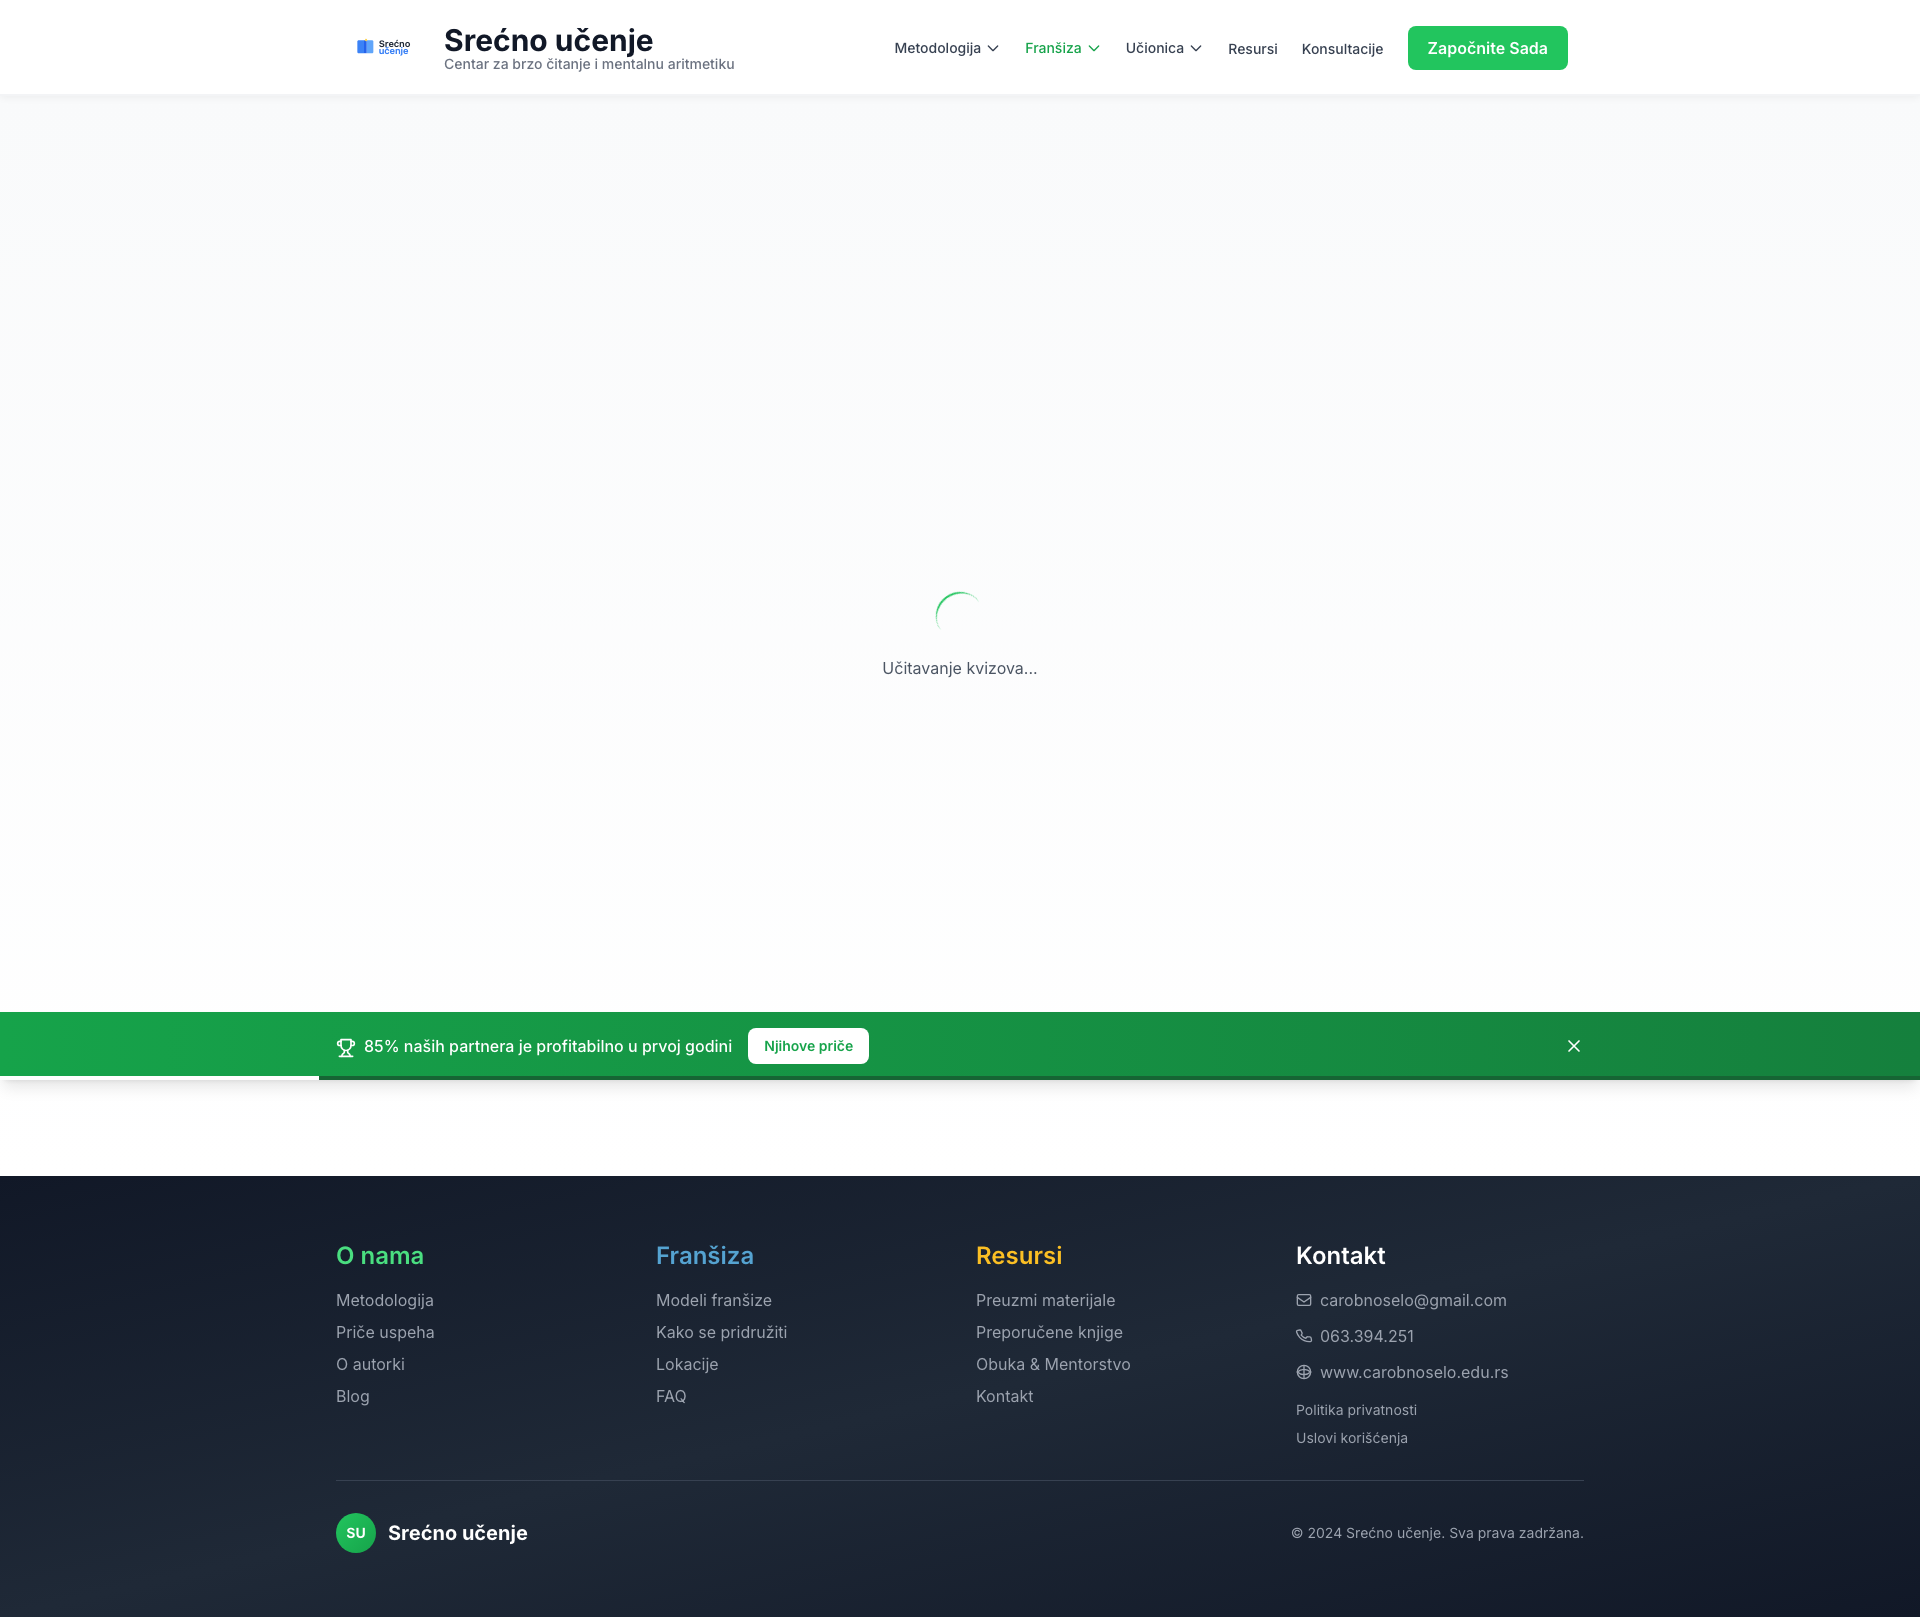 Srećno
učenje
Srećno učenje
Centar za brzo čitanje i mentalnu aritmetiku
Metodologija
Franšiza
Učionica
Resursi
Konsultacije
Započnite Sada
Učitavanje kvizova...
85% naših partnera je profitabilno u prvoj godini
Njihove priče
O nama
Metodologija
Priče uspeha
O autorki
Blog
Franšiza
Modeli franšize
Kako se pridružiti
Lokacije
FAQ
Resursi
Preuzmi materijale
Preporučene knjige
Obuka & Mentorstvo
Kontakt
Kontakt
carobnoselo@gmail.com
063.394.251
www.carobnoselo.edu.rs
Politika privatnosti
Uslovi korišćenja
SU
Srećno učenje
© 2024 Srećno učenje. Sva prava zadržana.